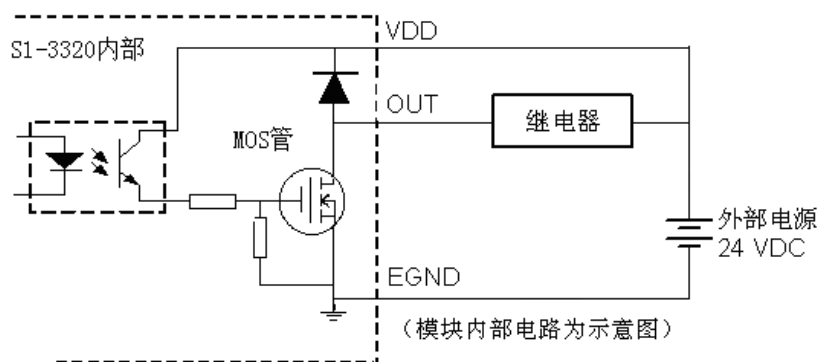 VDD
S1-3320内部
OUT
继电器
MOS管
外部电源
24 VDC
EGND
（模块内部电路为示意图）